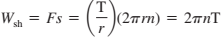 W_sh = Fs = (T/r)(2πrn) = 2πnT